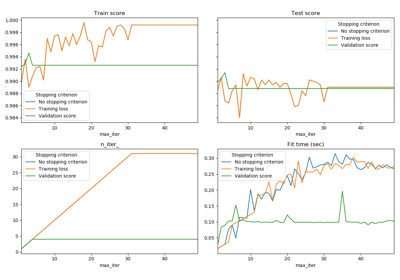 Train score
Test score
1.000
0.998
0.996
0.994
0.992
0.990
0.988
0.986
0.984
Stopping criterion
No stopping criterion
Training loss
Validation score
Stopping criterion
No stopping criterion
Training loss
Validation score
10
20
30
40
max_iter
10
20
30
40
max_iter
n_iter_
Fit time (sec)
30
25
20
15
10
5
0
Stopping criterion
No stopping criterion
Training loss
Validation score
0.30
0.25
0.20
0.15
0.10
0.05
Stopping criterion
No stopping criterion
Training loss
Validation score
10
20
30
40
max_iter
10
20
30
40
max_iter